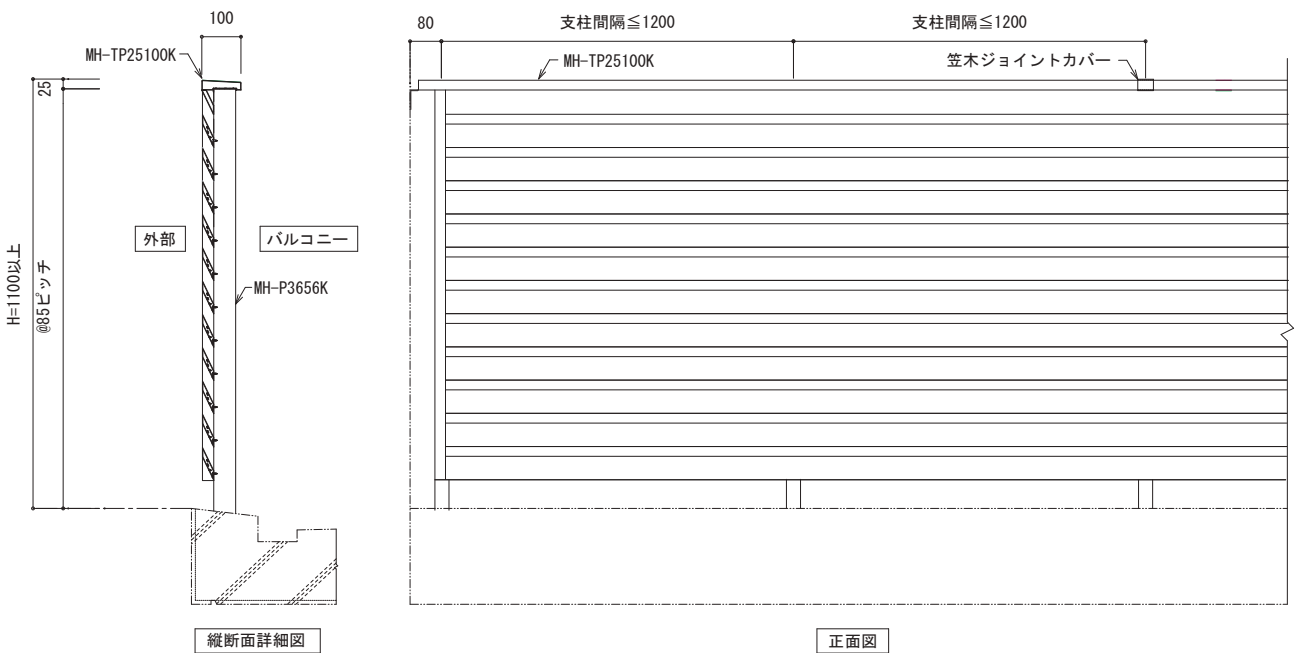 100
MH-TP25100K
25
H=1100以上
@85ピッチ
外部
バルコニー
MH-P3656K
縦断面詳細図
80
支柱間隔≦1200
支柱間隔≦1200
MH-TP25100K
笠木ジョイントカバー
正面図